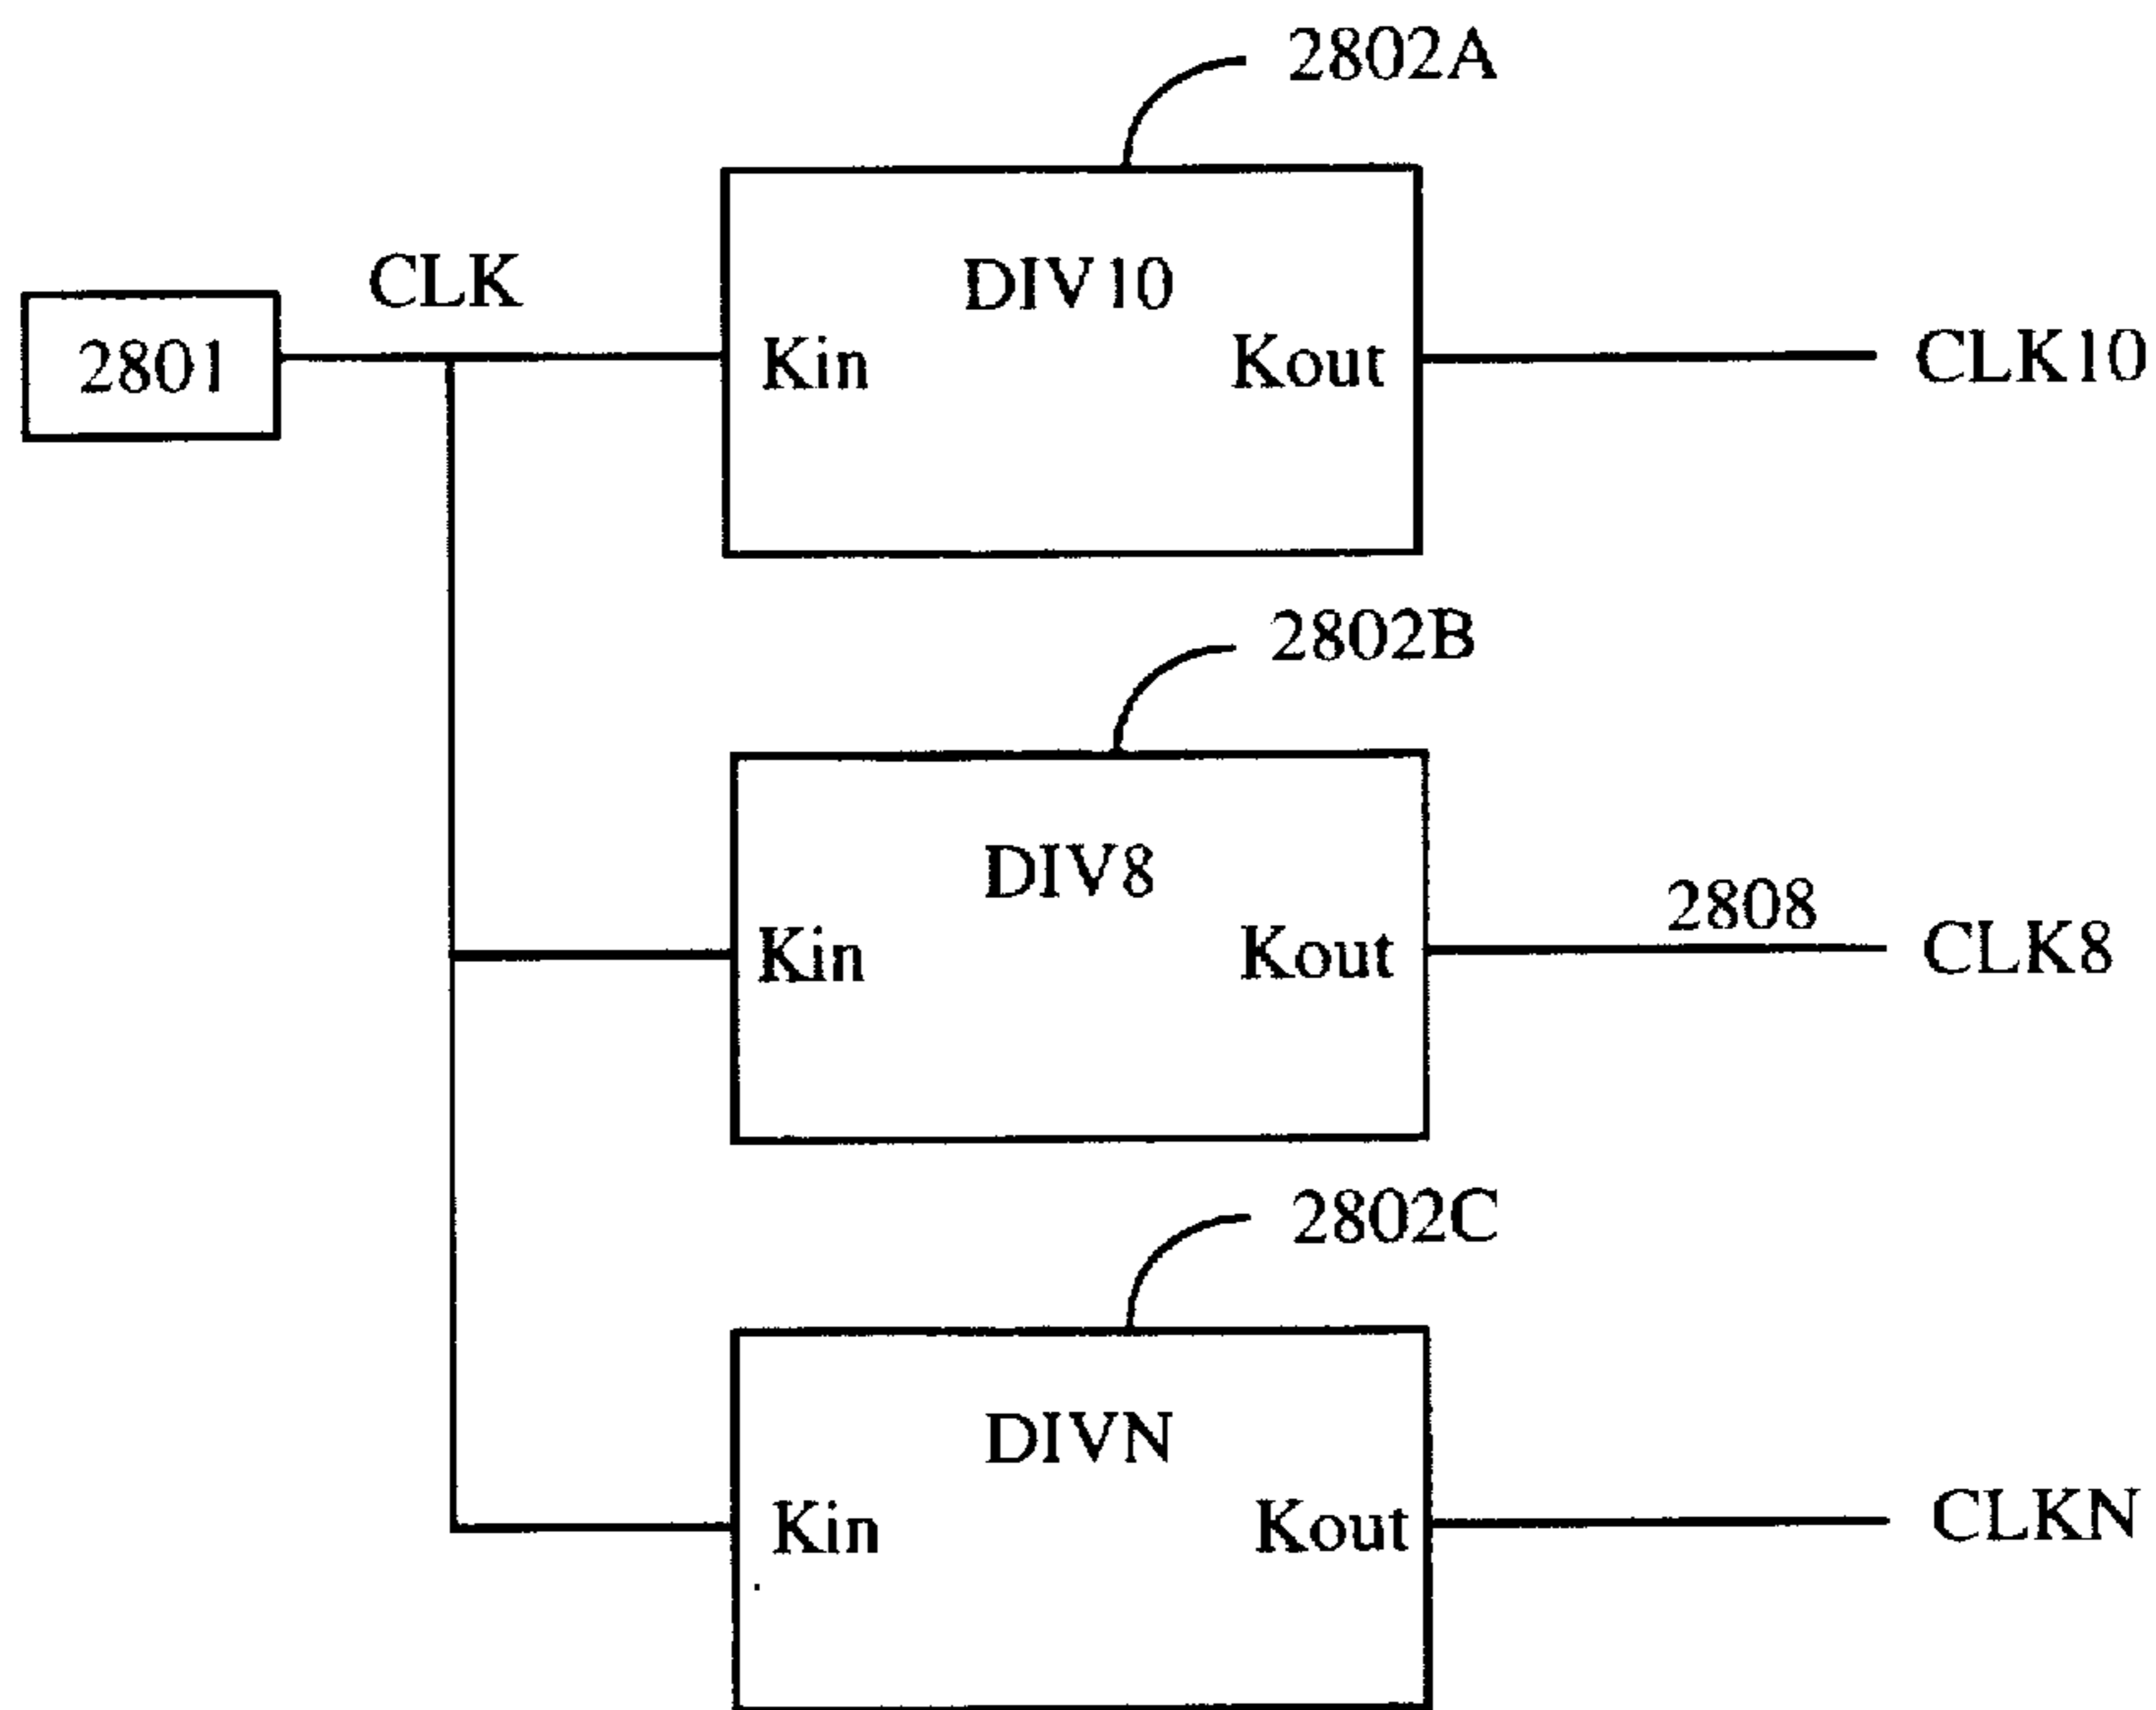 2802A
CLK
DIV10
2801
Kin
Kout
CLK10
2802B
DIV8
2808
Kin
Kout
CLK8
2802C
DIVN
Kin
Kout
CLKN